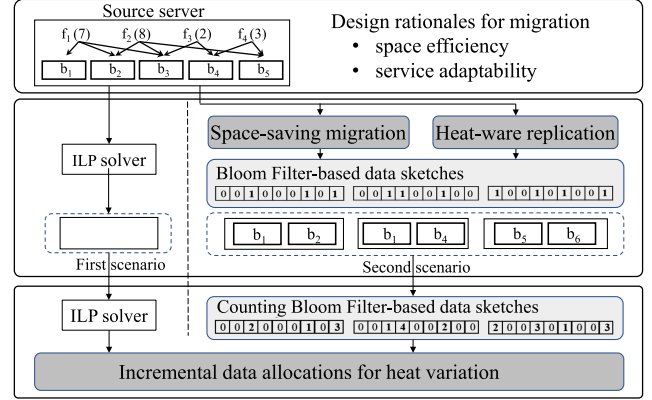 Source server
f1 (7) f2 (8) f3 (2) f4 (3)
b1 b2 b3 b4 b5
Design rationales for migration
• space efficiency
• service adaptability
Space-saving migration
Heat-ware replication
ILP solver
Bloom Filter-based data sketches
0 0 1 0 0 0 1 0 1
0 0 1 1 0 0 1 0 0
1 0 0 1 0 1 0 0 1
b1 b2
b1 b4
b5 b6
First scenario
Second scenario
ILP solver
Counting Bloom Filter-based data sketches
0 0 2 0 0 0 1 0 3
0 0 1 4 0 0 2 0 0
2 0 0 3 0 1 0 0 3
Incremental data allocations for heat variation